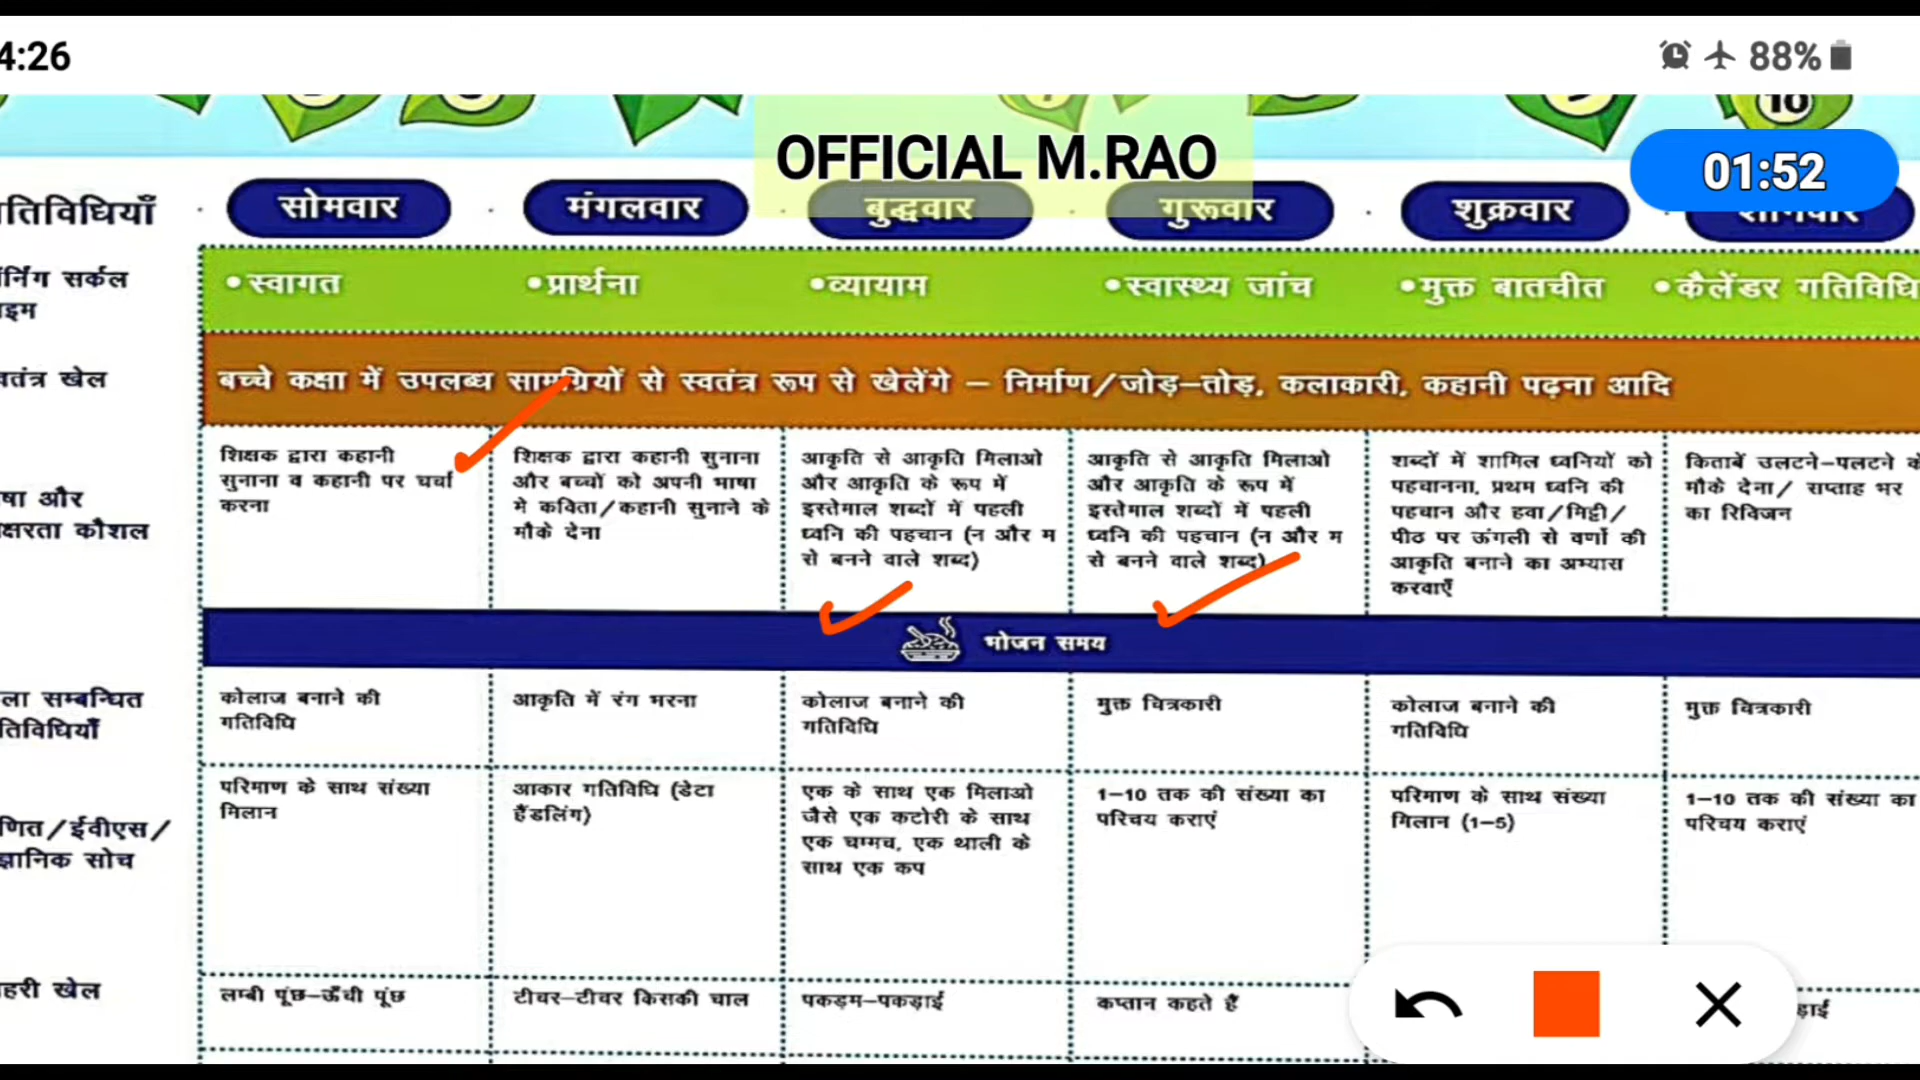 4:26
88%
10
OFFICIAL M.RAO
01:52
सोमवार
मंगलवार
बुद्धवार
गुरूवार
शुक्रवार
•स्वागत
•प्रार्थना
•व्यायाम
•स्वास्थ्य जांच
•मुक्त बातचीत
•कैलेंडर गतिविधि
सर्कल
खेल
बच्चे कक्षा में उपलब्ध सामग्रियों से स्वतंत्र रूप से खेलेंगे – निर्माण/जोड़–तोड़, कलाकारी, कहानी पढ़ना आदि
और
कौशल
शिक्षक द्वारा कहानी
सुनाना व कहानी पर चर्चा
करना
शिक्षक द्वारा कहानी सुनाना
और बच्चों को अपनी भाषा
मे कविता/कहानी सुनाने के
मौके देना
आकृति से आकृति मिलाओ
और आकृति के रूप में
इस्तेमाल शब्दों में पहली
ध्वनि की पहचान (न और म
से बनने वाले शब्द)
आकृति से आकृति मिलाओ
और आकृति के रूप में
इस्तेमाल शब्दों में पहली
ध्वनि की पहचान (न और म
से बनने वाले शब्द)
शब्दों में शामिल ध्वनियों को
पहचानना, प्रथम ध्वनि की
पहचान और हवा/मिट्टी/
पीठ पर ऊंगली से वर्णो की
आकृति बनाने का अभ्यास
करवाएँ
किताबें उलटने–पलटने के
मौके देना/ सप्ताह भर
का रिविजन
भोजन समय
सम्बन्धित
कोलाज बनाने की
गतिविधि
आकृति में रंग भरना
कोलाज बनाने की
गतिविधि
मुक्त चित्रकारी
कोलाज बनाने की
गतिविधि
मुक्त चित्रकारी
/ईवीएस/
सोच
परिमाण के साथ संख्या
मिलान
आकार गतिविधि (डेटा
हैंडलिंग)
एक के साथ एक मिलाओ
जैसे एक कटोरी के साथ
एक चम्मच, एक थाली के
साथ एक कप
1–10 तक की संख्या का
परिचय कराएं
परिमाण के साथ संख्या
मिलान (1–5)
1–10 तक की संख्या का
परिचय कराएं
खेल
लम्बी पूंछ–ऊँची पूंछ
टीचर–टीचर किसकी चाल
पकड़म–पकड़ाई
कप्तान कहते हैं